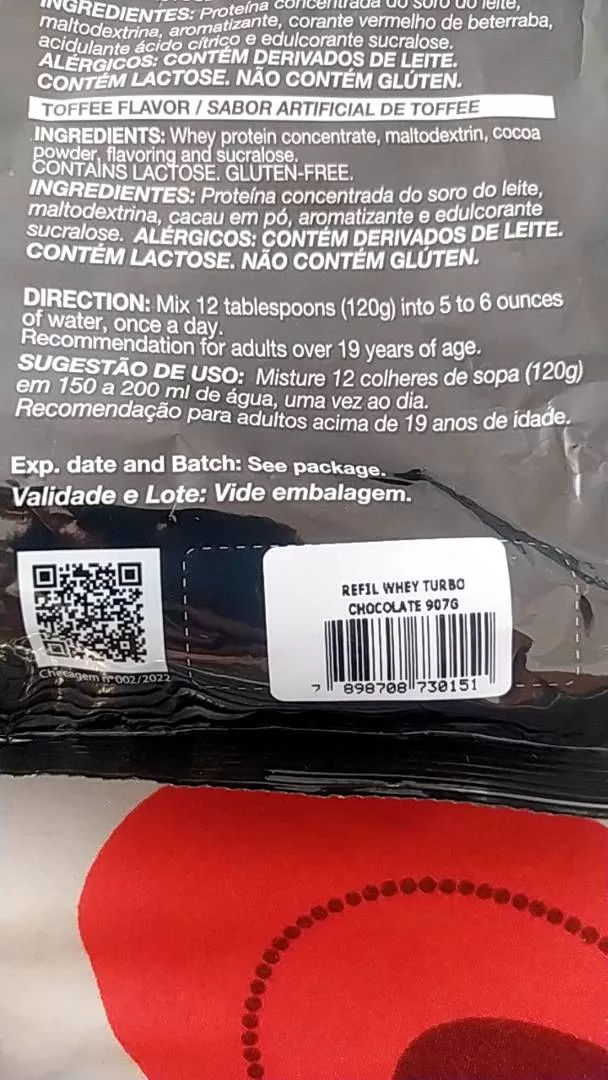 INGREDIENTES: Proteína concentrada do soro do leite,
maltodextrina, aromatizante, corante vermelho de beterraba,
acidulante ácido cítrico e edulcorante sucralose.
ALÉRGICOS: CONTÉM DERIVADOS DE LEITE.
CONTÉM LACTOSE. NÃO CONTÉM GLÚTEN.
TOFFEE FLAVOR / SABOR ARTIFICIAL DE TOFFEE
INGREDIENTS: Whey protein concentrate, maltodextrin, cocoa
powder, flavoring and sucralose.
CONTAINS LACTOSE. GLUTEN-FREE.
INGREDIENTES: Proteína concentrada do soro do leite,
maltodextrina, cacau em pó, aromatizante e edulcorante
sucralose. ALÉRGICOS: CONTÉM DERIVADOS DE LEITE.
CONTÉM LACTOSE. NÃO CONTÉM GLÚTEN.
DIRECTION: Mix 12 tablespoons (120g) into 5 to 6 ounces
of water, once a day.
Recommendation for adults over 19 years of age.
SUGESTÃO DE USO: Misture 12 colheres de sopa (120g)
em 150 a 200 ml de água, uma vez ao dia.
Recomendação para adultos acima de 19 anos de idade.
Exp. date and Batch: See package.
Validade e Lote: Vide embalagem.
Checagem nº 002/2022
REFIL WHEY TURBO
CHOCOLATE 907G
7 898708 730151